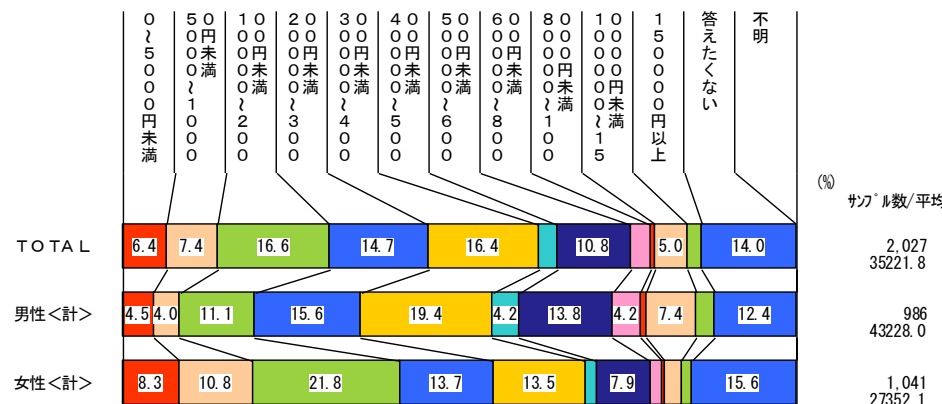 0～5000円未満
5000～10000円未満
10000～20000円未満
20000～30000円未満
30000～40000円未満
40000～50000円未満
50000～60000円未満
60000～80000円未満
80000～100000円未満
100000～150000円未満
150000円以上
答えたくない
不明
(%)
ｻﾝﾌﾟﾙ数/平均
ＴＯＴＡＬ 6.4 7.4 16.6 14.7 16.4 10.8 5.0 14.0 2,027
35221.8
男性＜計＞ 4.5 4.0 11.1 15.6 19.4 4.2 13.8 4.2 7.4 12.4 986
43228.0
女性＜計＞ 8.3 10.8 21.8 13.7 13.5 7.9 15.6 1,041
27352.1